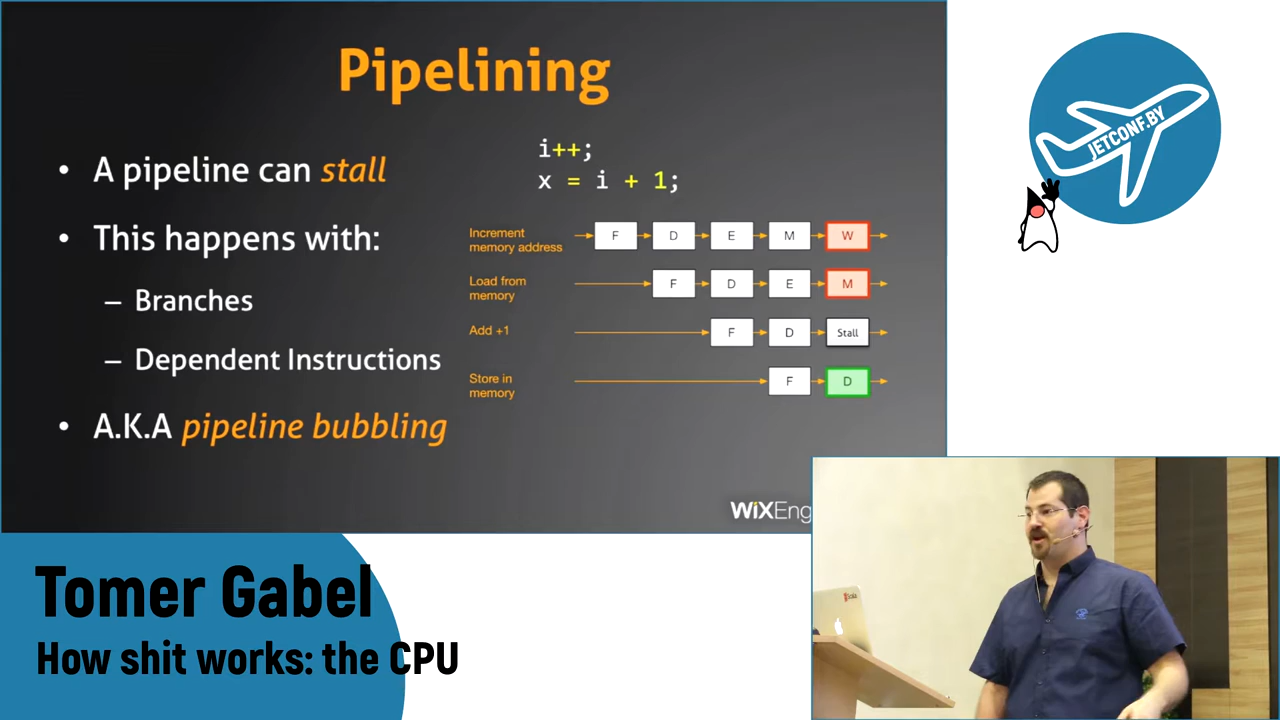 Pipelining
• A pipeline can stall
• This happens with:
– Branches
– Dependent Instructions
• A.K.A pipeline bubbling
i++;
x = i + 1;
Increment
memory address
F D E M W
Load from
memory
F D E M
Add +1
F D Stall
Store in
memory
F D
WiXEng
JETCONF.BY
Scala
Tomer Gabel
How shit works: the CPU